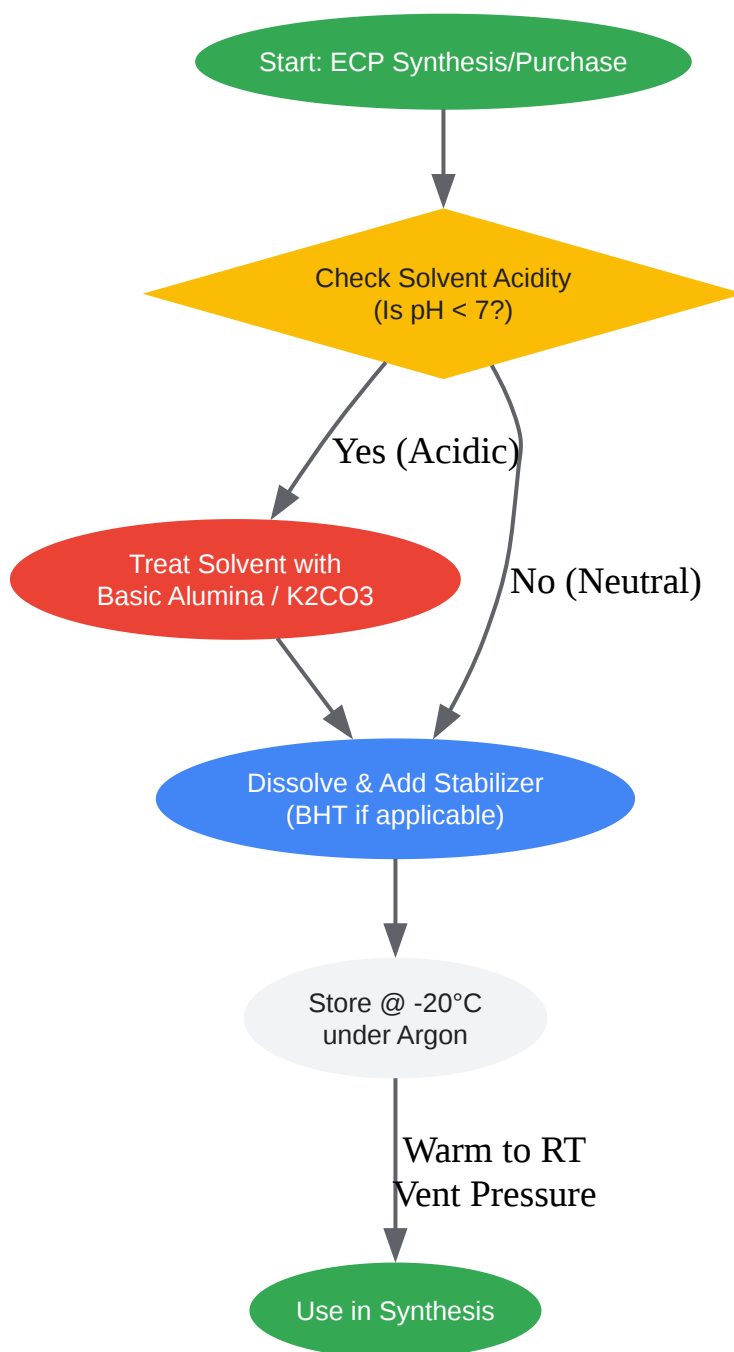 Start: ECP Synthesis/Purchase
Check Solvent Acidity
(Is pH < 7?)
Yes (Acidic)
Treat Solvent with
Basic Alumina / K2CO3
No (Neutral)
Dissolve & Add Stabilizer
(BHT if applicable)
Store @ -20°C
under Argon
Warm to RT
Vent Pressure
Use in Synthesis